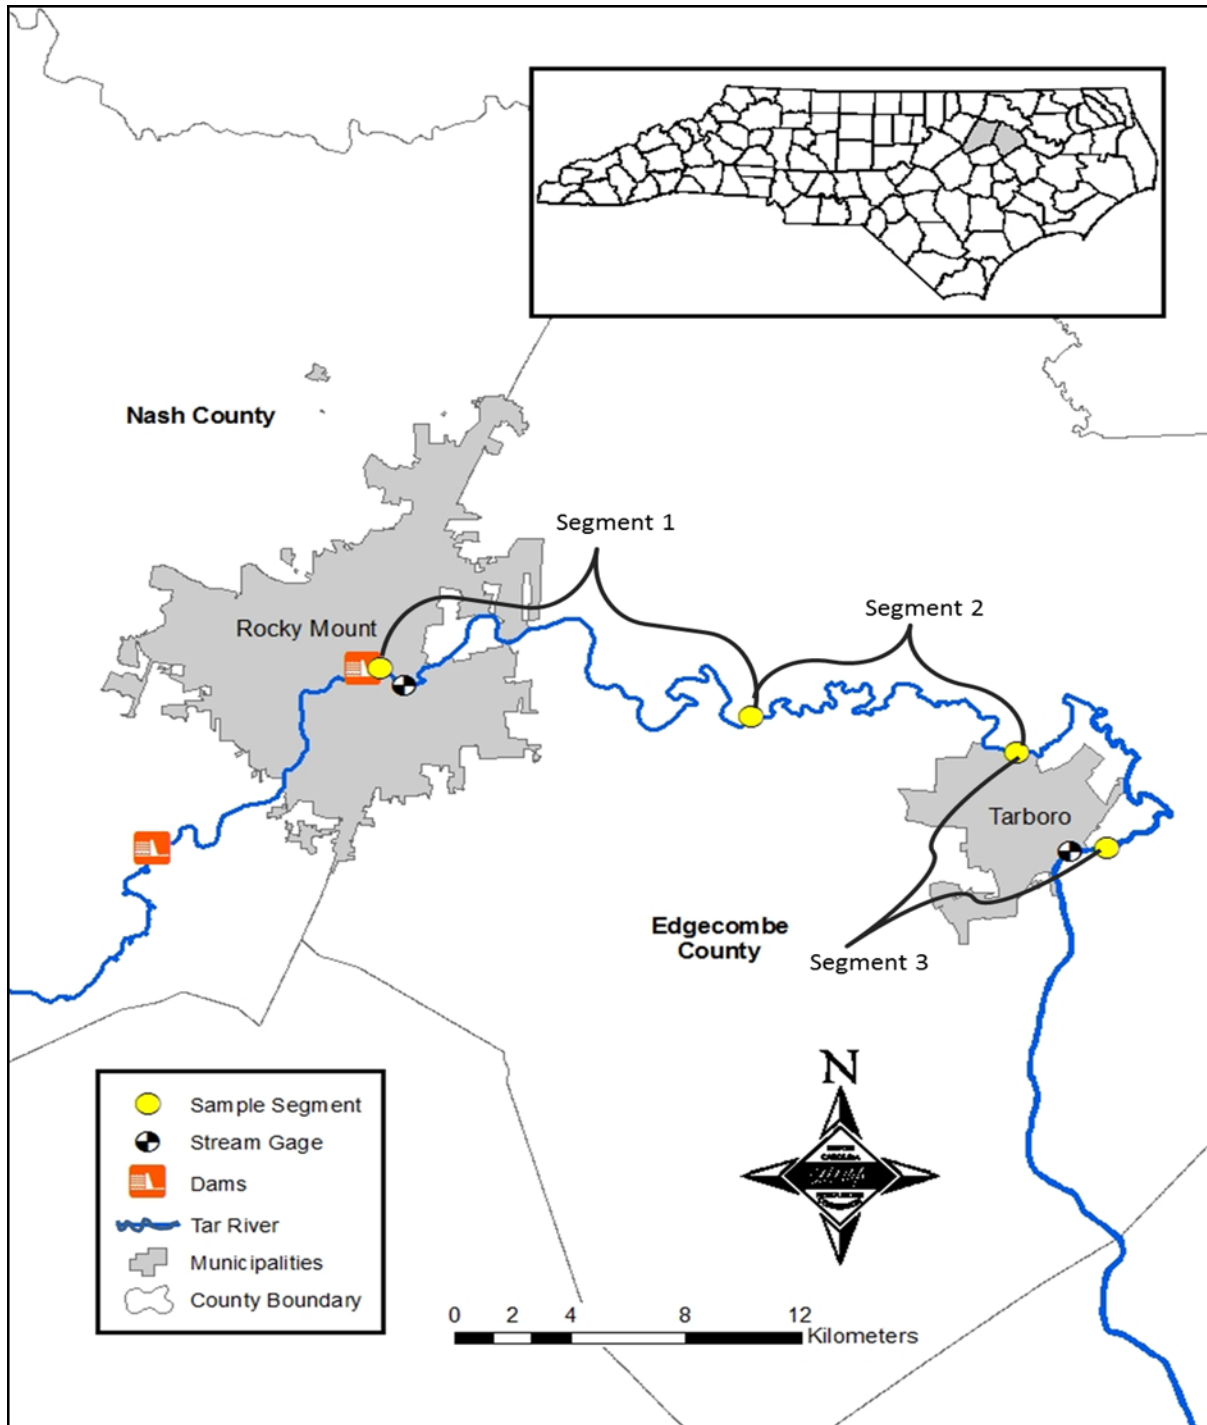 Nash County
Segment 1
Segment 2
Rocky Mount
Tarboro
Edgecombe
County
Segment 3
N
Sample Segment
Stream Gage
Dams
Tar River
Municipalities
County Boundary
0 2 4 8 12
Kilometers